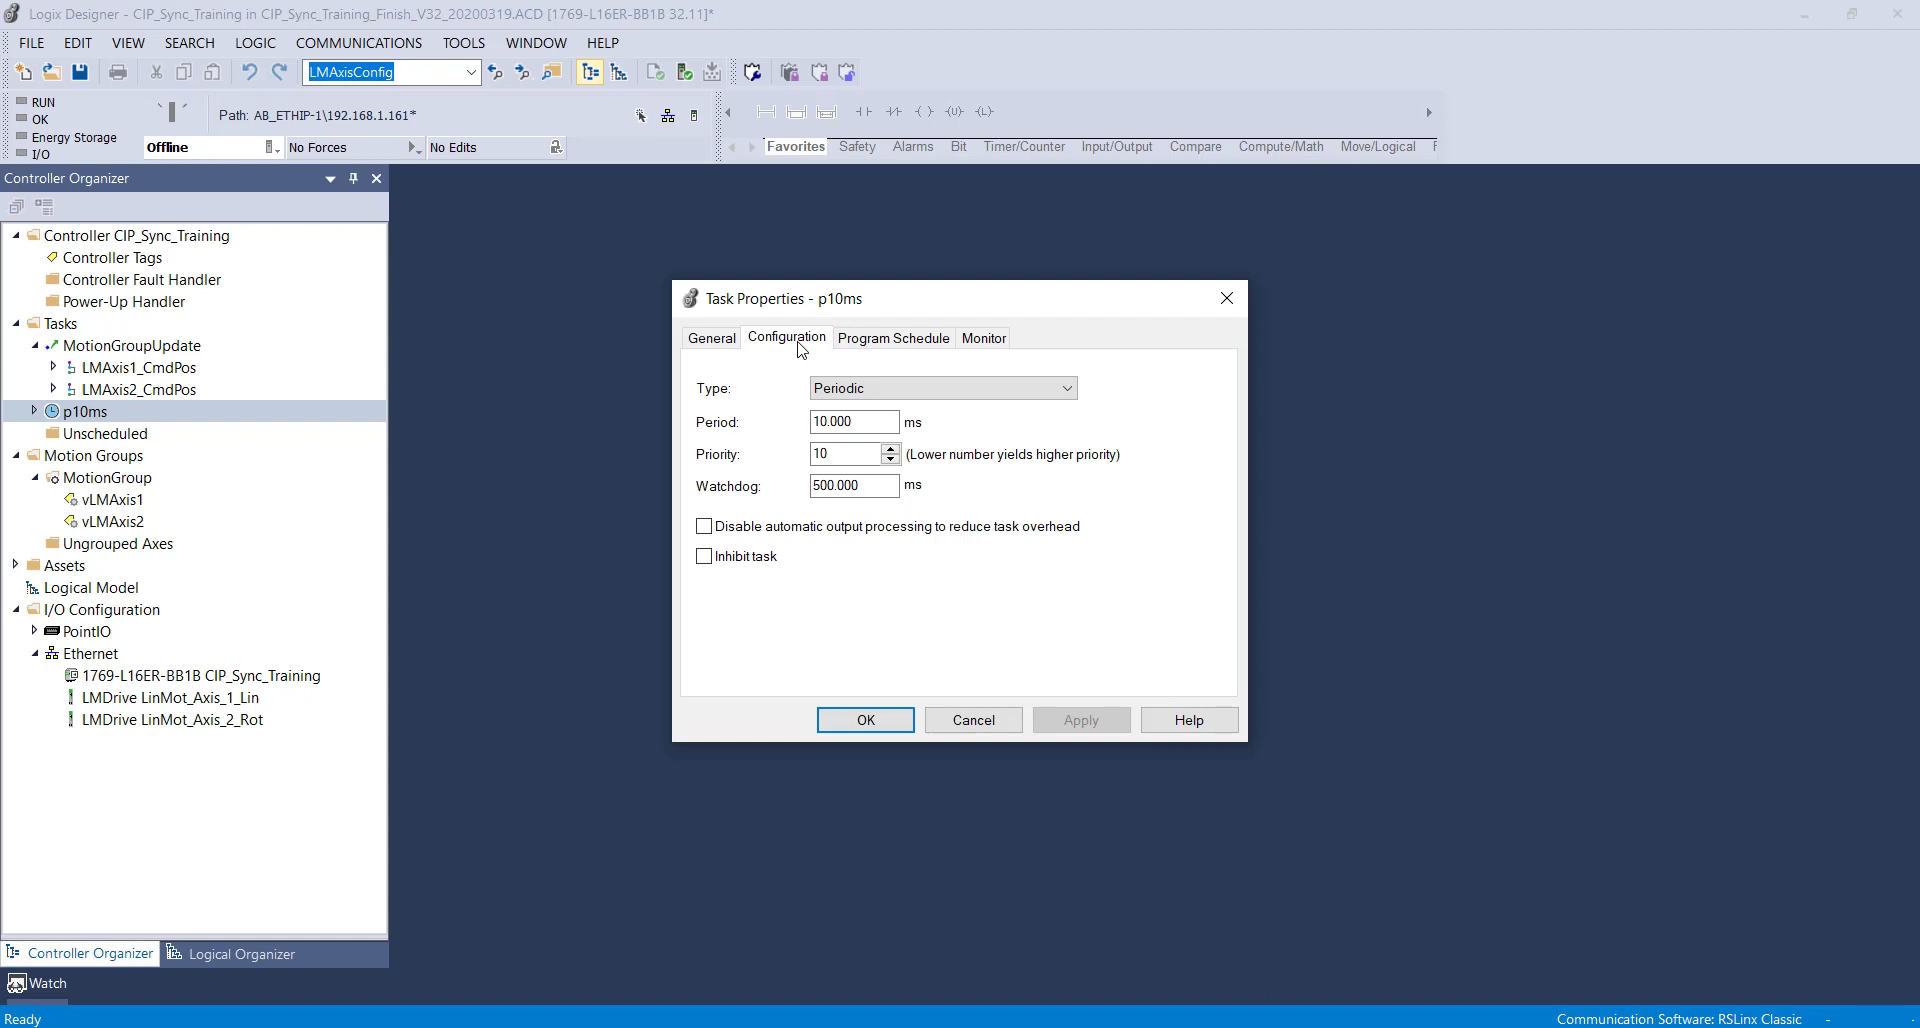 Logix Designer - CIP_Sync_Training in CIP_Sync_Training_Finish_V32_20200319.ACD [1769-L16ER-BB1B 32.11]*
FILE EDIT VIEW SEARCH LOGIC COMMUNICATIONS TOOLS WINDOW HELP
LMAxisConfig
RUN
OK
Energy Storage
I/O
Path: AB_ETHIP-1\192.168.1.161*
Offline No Forces No Edits
Favorites Safety Alarms Bit Timer/Counter Input/Output Compare Compute/Math Move/Logical F
Controller Organizer
Controller CIP_Sync_Training
Controller Tags
Controller Fault Handler
Power-Up Handler
Tasks
MotionGroupUpdate
LMAxis1_CmdPos
LMAxis2_CmdPos
p10ms
Unscheduled
Motion Groups
MotionGroup
vLMAxis1
vLMAxis2
Ungrouped Axes
Assets
Logical Model
I/O Configuration
PointIO
Ethernet
1769-L16ER-BB1B CIP_Sync_Training
LMDrive LinMot_Axis_1_Lin
LMDrive LinMot_Axis_2_Rot
Controller Organizer Logical Organizer
Watch
Task Properties - p10ms
General Configuration Program Schedule Monitor
Type: Periodic
Period: 10.000 ms
Priority: 10 (Lower number yields higher priority)
Watchdog: 500.000 ms
Disable automatic output processing to reduce task overhead
Inhibit task
OK Cancel Apply Help
Ready
Communication Software: RSLinx Classic -